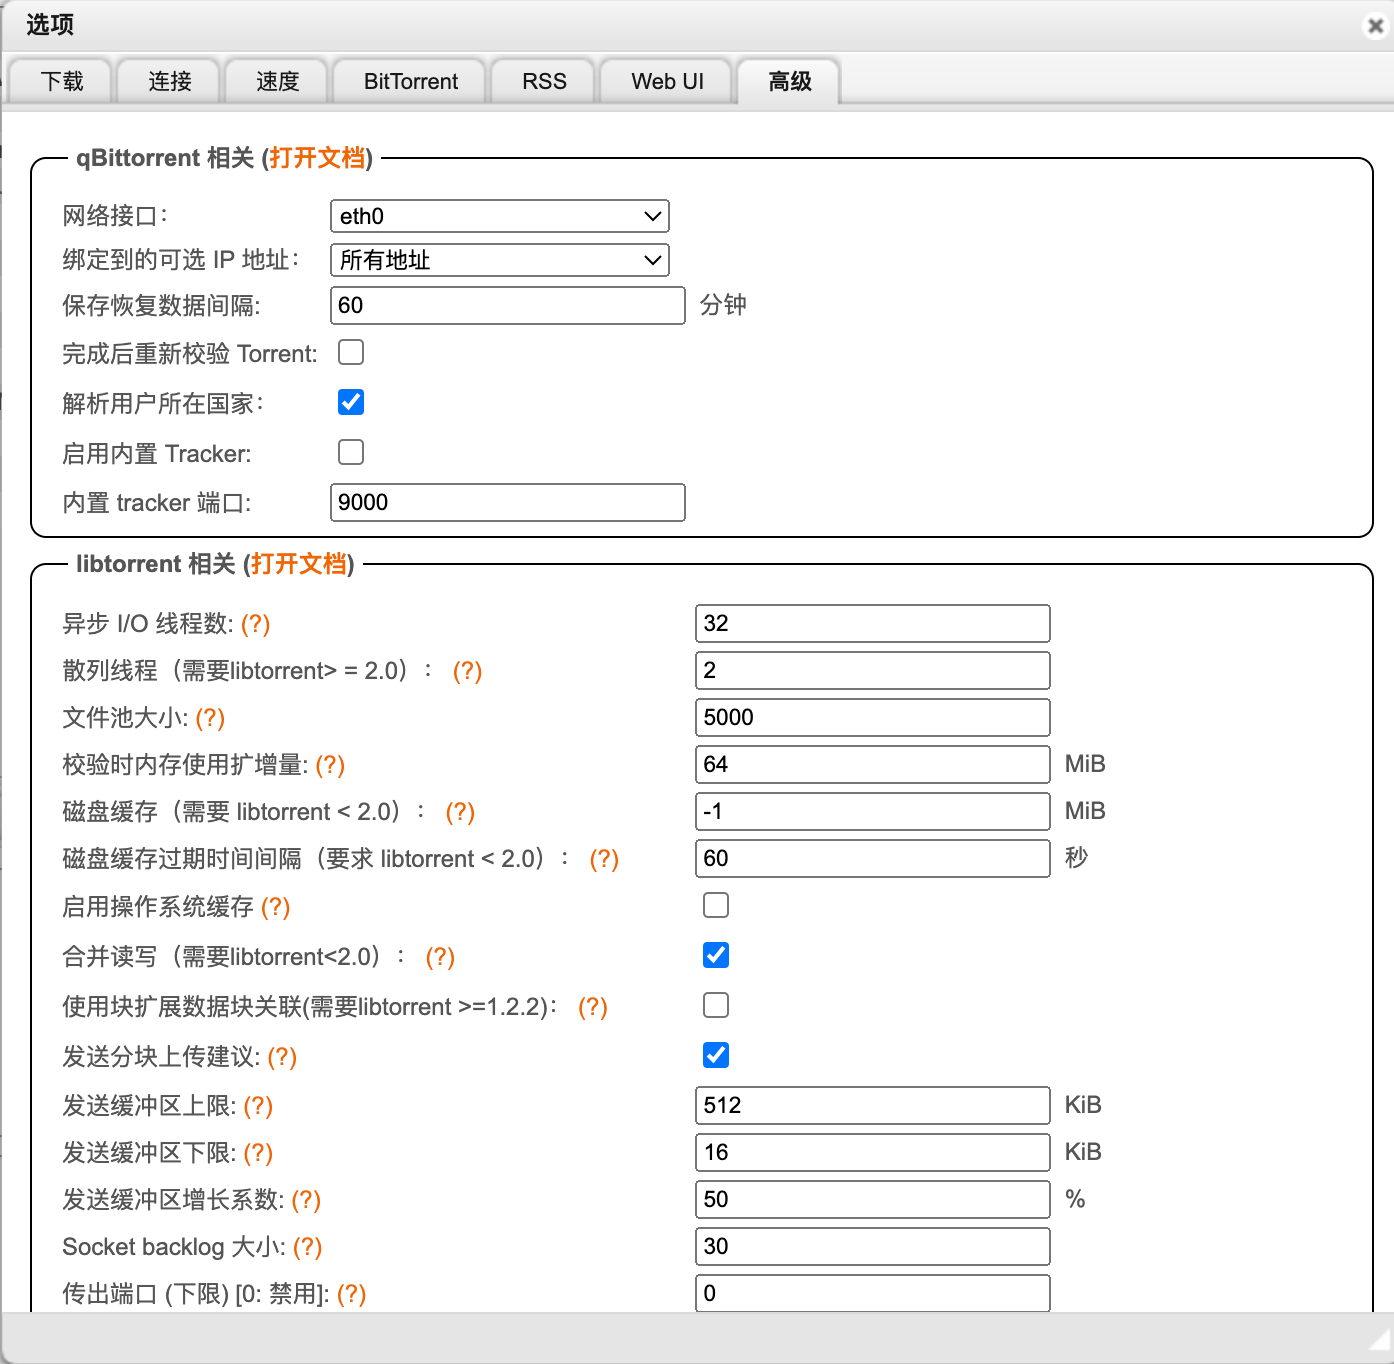 选项
下载 连接 速度 BitTorrent RSS Web UI 高级
qBittorrent 相关 (打开文档)
网络接口： eth0
绑定到的可选 IP 地址： 所有地址
保存恢复数据间隔: 60 分钟
完成后重新校验 Torrent:
解析用户所在国家：
启用内置 Tracker:
内置 tracker 端口: 9000
libtorrent 相关 (打开文档)
异步 I/O 线程数: (?) 32
散列线程（需要libtorrent> = 2.0）： (?) 2
文件池大小: (?) 5000
校验时内存使用扩增量: (?) 64 MiB
磁盘缓存（需要 libtorrent < 2.0）： (?) -1 MiB
磁盘缓存过期时间间隔（要求 libtorrent < 2.0）： (?) 60 秒
启用操作系统缓存 (?)
合并读写（需要libtorrent<2.0）： (?)
使用块扩展数据块关联(需要libtorrent >=1.2.2)： (?)
发送分块上传建议: (?)
发送缓冲区上限: (?) 512 KiB
发送缓冲区下限: (?) 16 KiB
发送缓冲区增长系数: (?) 50 %
Socket backlog 大小: (?) 30
传出端口 (下限) [0: 禁用]: (?) 0